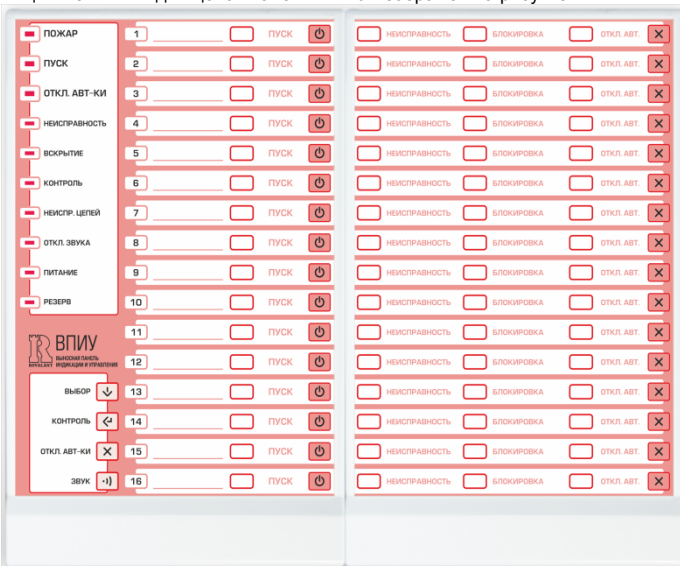 ПОЖАР
ПУСК
ОТКЛ. АВТ-КИ
НЕИСПРАВНОСТЬ
ВСКРЫТИЕ
КОНТРОЛЬ
НЕИСПР. ЦЕПЕЙ
ОТКЛ. ЗВУКА
ПИТАНИЕ
РЕЗЕРВ
ВПИУ
ВЫНОСНАЯ ПАНЕЛЬ
ИНДИКАЦИИ И УПРАВЛЕНИЯ
ROVALANT
ВЫБОР
КОНТРОЛЬ
ОТКЛ. АВТ-КИ
ЗВУК
1 ПУСК НЕИСПРАВНОСТЬ БЛОКИРОВКА ОТКЛ. АВТ.
2 ПУСК НЕИСПРАВНОСТЬ БЛОКИРОВКА ОТКЛ. АВТ.
3 ПУСК НЕИСПРАВНОСТЬ БЛОКИРОВКА ОТКЛ. АВТ.
4 ПУСК НЕИСПРАВНОСТЬ БЛОКИРОВКА ОТКЛ. АВТ.
5 ПУСК НЕИСПРАВНОСТЬ БЛОКИРОВКА ОТКЛ. АВТ.
6 ПУСК НЕИСПРАВНОСТЬ БЛОКИРОВКА ОТКЛ. АВТ.
7 ПУСК НЕИСПРАВНОСТЬ БЛОКИРОВКА ОТКЛ. АВТ.
8 ПУСК НЕИСПРАВНОСТЬ БЛОКИРОВКА ОТКЛ. АВТ.
9 ПУСК НЕИСПРАВНОСТЬ БЛОКИРОВКА ОТКЛ. АВТ.
10 ПУСК НЕИСПРАВНОСТЬ БЛОКИРОВКА ОТКЛ. АВТ.
11 ПУСК НЕИСПРАВНОСТЬ БЛОКИРОВКА ОТКЛ. АВТ.
12 ПУСК НЕИСПРАВНОСТЬ БЛОКИРОВКА ОТКЛ. АВТ.
13 ПУСК НЕИСПРАВНОСТЬ БЛОКИРОВКА ОТКЛ. АВТ.
14 ПУСК НЕИСПРАВНОСТЬ БЛОКИРОВКА ОТКЛ. АВТ.
15 ПУСК НЕИСПРАВНОСТЬ БЛОКИРОВКА ОТКЛ. АВТ.
16 ПУСК НЕИСПРАВНОСТЬ БЛОКИРОВКА ОТКЛ. АВТ.